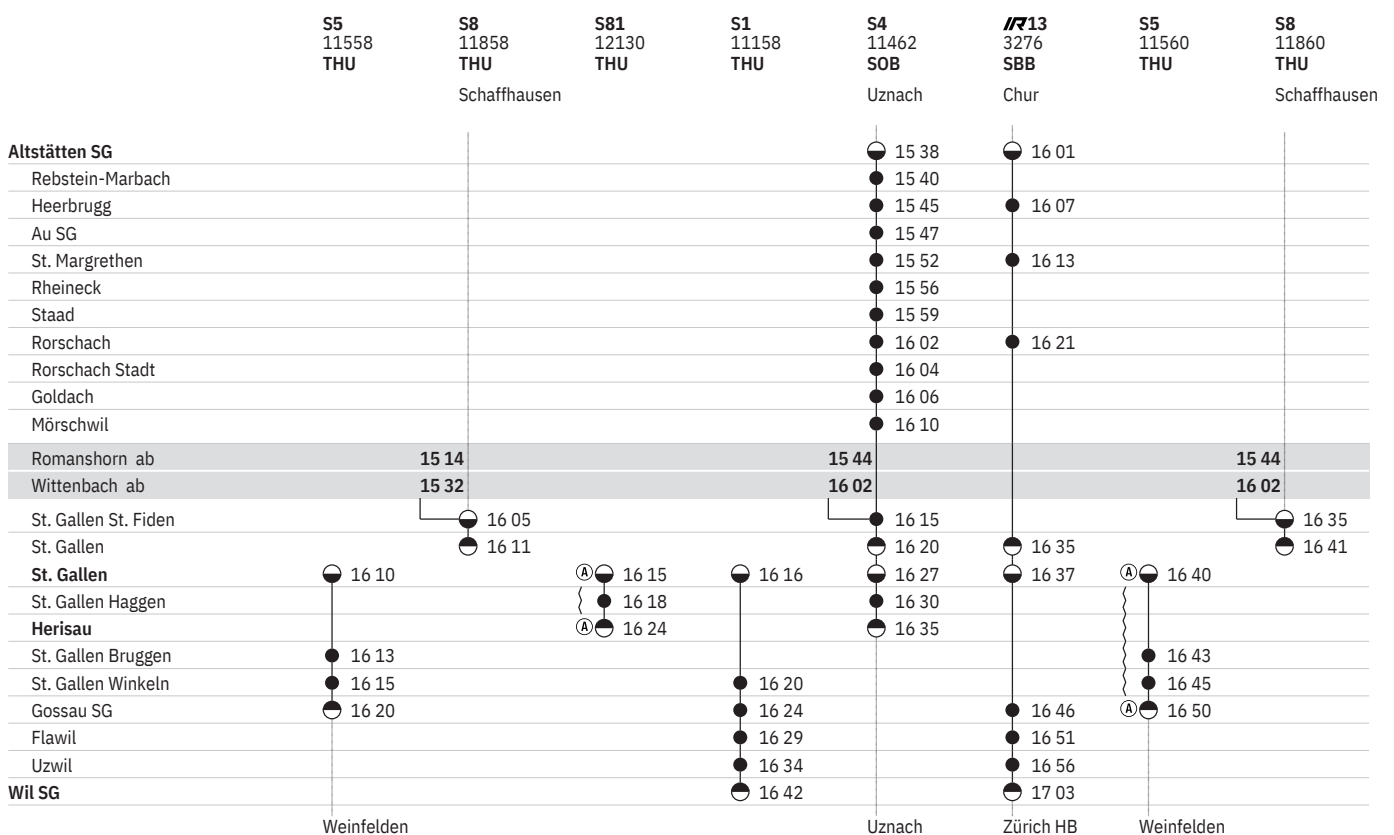 S5 S8 S81 S1 S4 IR13 S5 S8
11558 11858 12130 11158 11462 3276 11560 11860
THU THU THU THU SOB SBB THU THU
Schaffhausen Uznach Chur Schaffhausen
Altstätten SG 15 38 16 01
Rebstein-Marbach 15 40
Heerbrugg 15 45 16 07
Au SG 15 47
St. Margrethen 15 52 16 13
Rheineck 15 56
Staad 15 59
Rorschach 16 02 16 21
Rorschach Stadt 16 04
Goldach 16 06
Mörschwil 16 10
Romanshorn ab 15 14 15 44 15 44
Wittenbach ab 15 32 16 02 16 02
St. Gallen St. Fiden 16 05 16 15 16 35
St. Gallen 16 11 16 20 16 35 16 41
St. Gallen 16 10 A 16 15 16 16 16 27 16 37 A 16 40
St. Gallen Haggen 16 18 16 30
Herisau A 16 24 16 35
St. Gallen Bruggen 16 13 16 43
St. Gallen Winkeln 16 15 16 20 16 45
Gossau SG 16 20 16 24 16 46 A 16 50
Flawil 16 29 16 51
Uzwil 16 34 16 56
Wil SG 16 42 17 03
Weinfelden Uznach Zürich HB Weinfelden